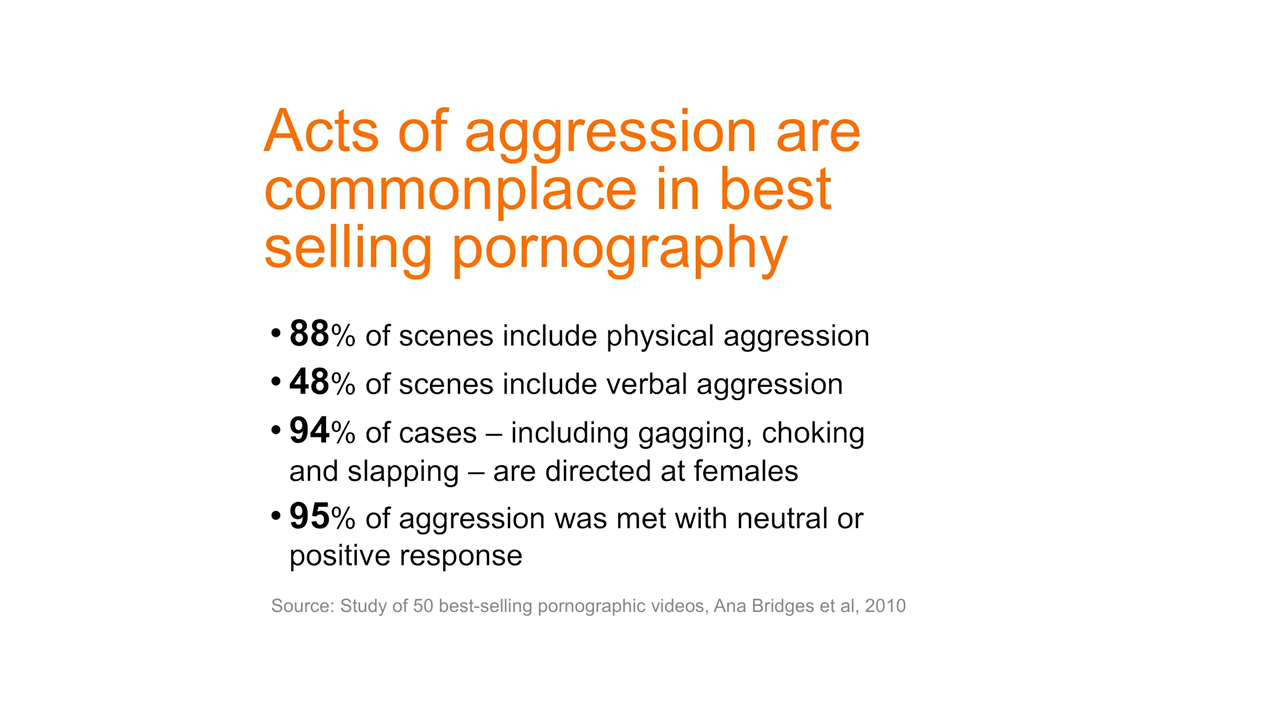 Acts of aggression are
commonplace in best
selling pornography
• 88% of scenes include physical aggression
• 48% of scenes include verbal aggression
• 94% of cases – including gagging, choking
and slapping – are directed at females
• 95% of aggression was met with neutral or
positive response
Source: Study of 50 best-selling pornographic videos, Ana Bridges et al, 2010